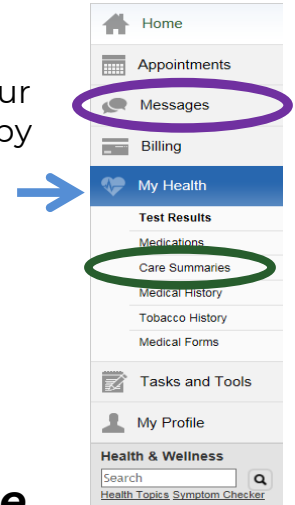 Home
Appointments
ur
Messages
by
Billing
My Health
Test Results
Medications
Care Summaries
Medical History
Tobacco History
Medical Forms
Tasks and Tools
My Profile
Health & Wellness
Search
Health Topics Symptom Checker